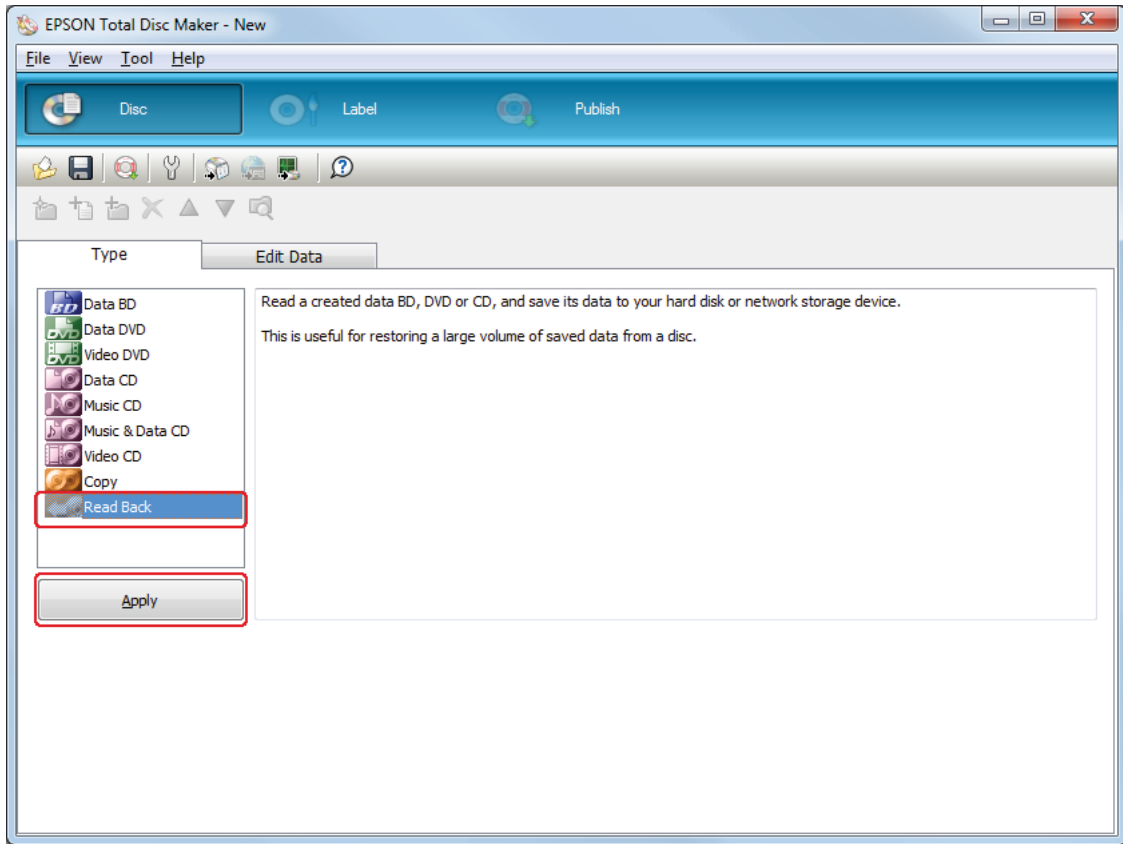 EPSON Total Disc Maker - New
File View Tool Help
Disc Label Publish
Type Edit Data
BD Data BD
DVD Data DVD
DVD Video DVD
Data CD
Music CD
Music & Data CD
Video CD
Copy
Read Back
Apply
Read a created data BD, DVD or CD, and save its data to your hard disk or network storage device.
This is useful for restoring a large volume of saved data from a disc.